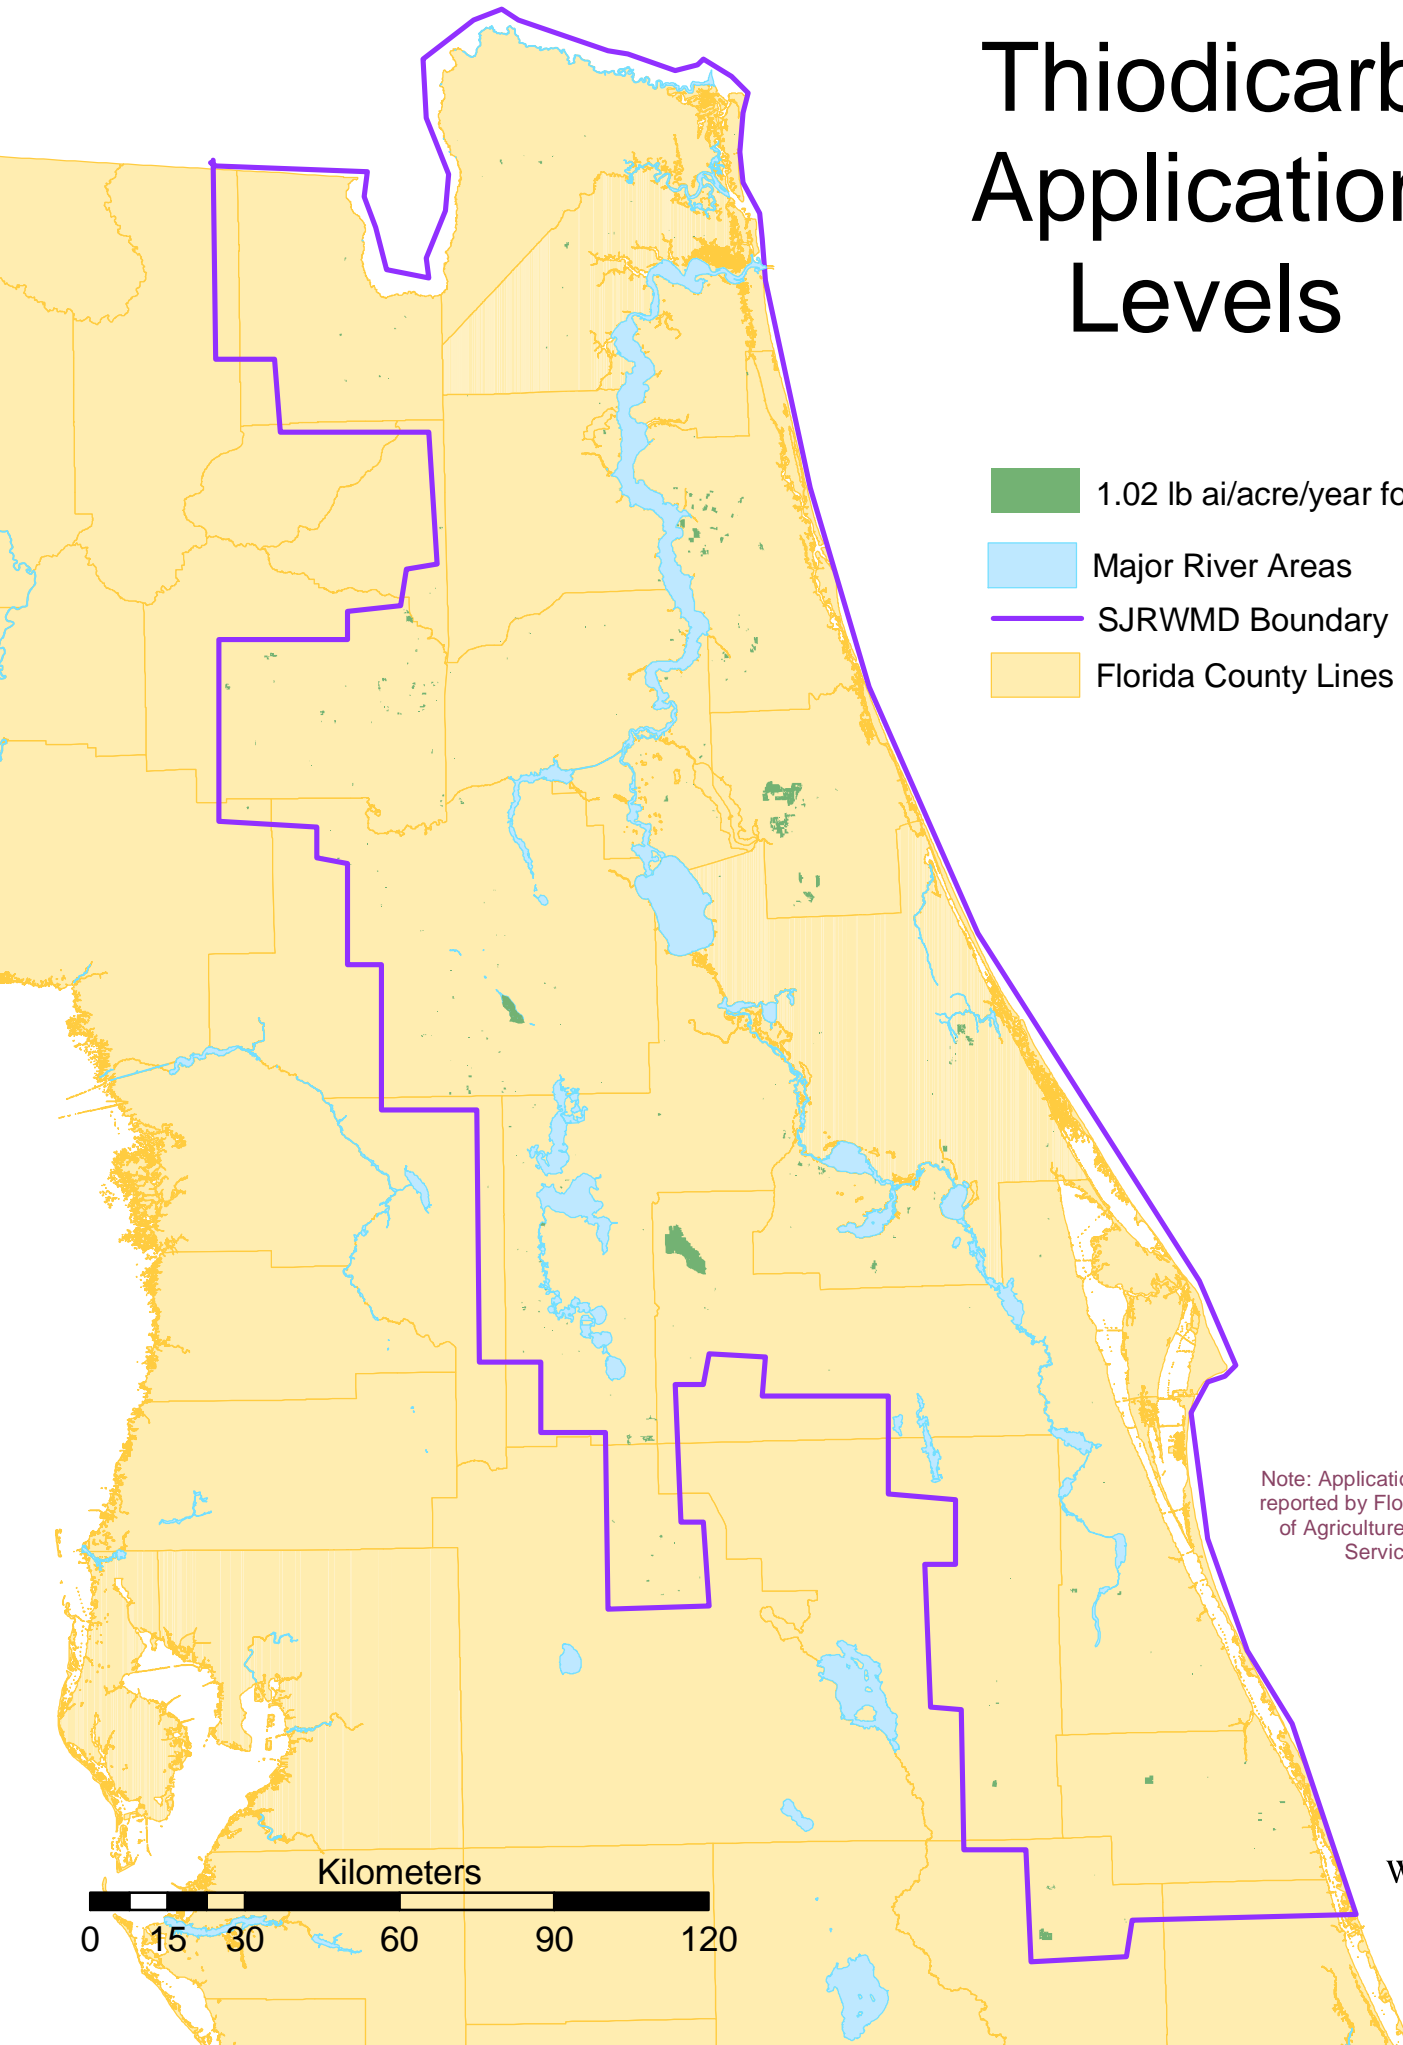 Thiodicarb
Application
Levels
1.02 lb ai/acre/year fo
Major River Areas
SJRWMD Boundary
Florida County Lines
Note: Applicatio
reported by Flo
of Agriculture
Servic
W
Kilometers
0 15 30 60 90 120